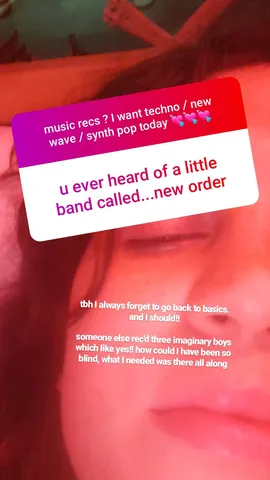 music recs ? I want techno / new
wave / synth pop today 💘💘💘
u ever heard of a little
band called...new order
tbh I always forget to go back to basics.
and I should!!
someone else rec'd three imaginary boys
which like yes!! how could I have been so
blind, what I needed was there all along